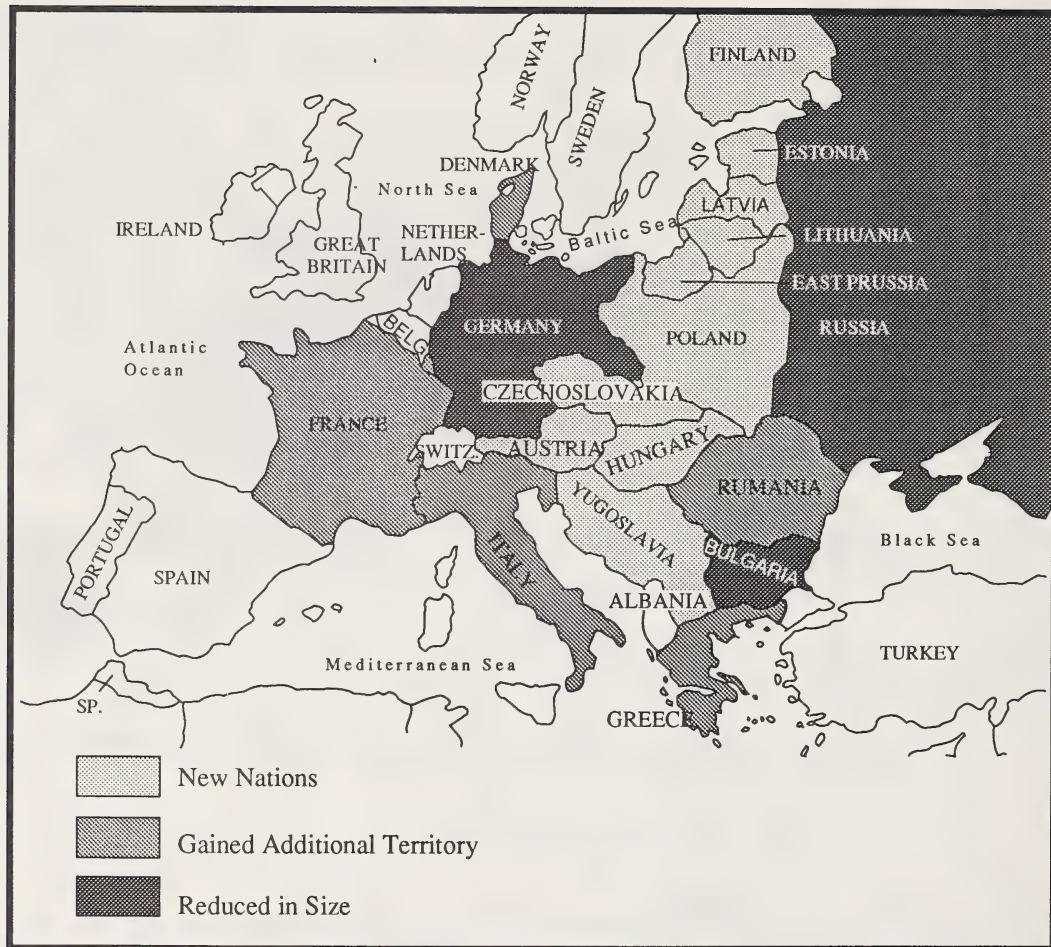 FINLAND
NORWAY
SWEDEN
ESTONIA
DENMARK
North Sea
LATVIA
IRELAND
GREAT
BRITAIN
NETHER-
LANDS
Baltic Sea
LITHUANIA
EAST PRUSSIA
BELG.
GERMANY
RUSSIA
POLAND
Atlantic
Ocean
CZECHOSLOVAKIA
FRANCE
SWITZ.
AUSTRIA
HUNGARY
RUMANIA
YUGOSLAVIA
ITALY
BULGARIA
Black Sea
PORTUGAL
SPAIN
ALBANIA
Mediterranean Sea
TURKEY
SP.
GREECE
New Nations
Gained Additional Territory
Reduced in Size